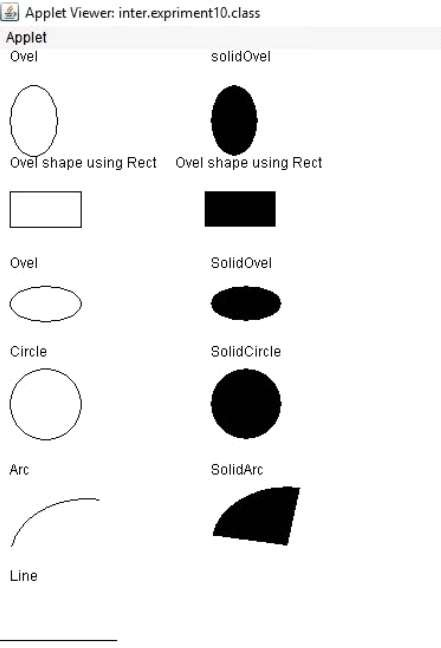 Applet Viewer: inter.expriment10.class
Applet
Ovel solidOvel
Ovel shape using Rect Ovel shape using Rect
Ovel SolidOvel
Circle SolidCircle
Arc SolidArc
Line